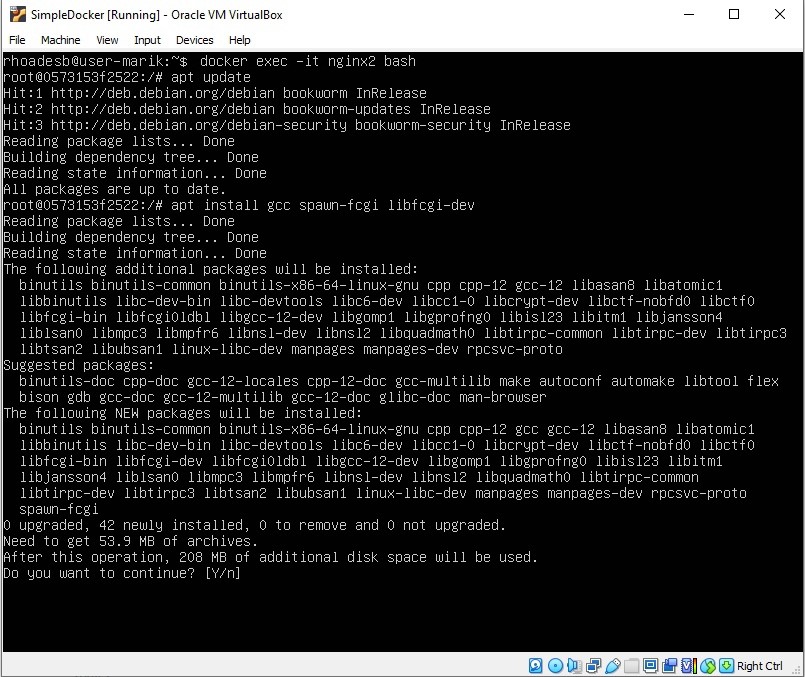 SimpleDocker [Running] - Oracle VM VirtualBox
File Machine View Input Devices Help
rhoadesb@user-marik:~$ docker exec -it nginx2 bash
root@0573153f2522:/# apt update
Hit:1 http://deb.debian.org/debian bookworm InRelease
Hit:2 http://deb.debian.org/debian bookworm-updates InRelease
Hit:3 http://deb.debian.org/debian-security bookworm-security InRelease
Reading package lists... Done
Building dependency tree... Done
Reading state information... Done
All packages are up to date.
root@0573153f2522:/# apt install gcc spawn-fcgi libfcgi-dev
Reading package lists... Done
Building dependency tree... Done
Reading state information... Done
The following additional packages will be installed:
  binutils binutils-common binutils-x86-64-linux-gnu cpp cpp-12 gcc-12 libasan8 libatomic1
  libbinutils libc-dev-bin libc-devtools libc6-dev libcc1-0 libcrypt-dev libctf-nobfd0 libctf0
  libfcgi-bin libfcgi0ldbl libgcc-12-dev libgomp1 libgprofng0 libisl23 libitm1 libjansson4
  liblsan0 libmpc3 libmpfr6 libnsl-dev libnsl2 libquadmath0 libtirpc-common libtirpc-dev libtirpc3
  libtsan2 libubsan1 linux-libc-dev manpages manpages-dev rpcsvc-proto
Suggested packages:
  binutils-doc cpp-doc gcc-12-locales cpp-12-doc gcc-multilib make autoconf automake libtool flex
  bison gdb gcc-doc gcc-12-multilib gcc-12-doc glibc-doc man-browser
The following NEW packages will be installed:
  binutils binutils-common binutils-x86-64-linux-gnu cpp cpp-12 gcc gcc-12 libasan8 libatomic1
  libbinutils libc-dev-bin libc-devtools libc6-dev libcc1-0 libcrypt-dev libctf-nobfd0 libctf0
  libfcgi-bin libfcgi-dev libfcgi0ldbl libgcc-12-dev libgomp1 libgprofng0 libisl23 libitm1
  libjansson4 liblsan0 libmpc3 libmpfr6 libnsl-dev libnsl2 libquadmath0 libtirpc-common
  libtirpc-dev libtirpc3 libtsan2 libubsan1 linux-libc-dev manpages manpages-dev rpcsvc-proto
  spawn-fcgi
0 upgraded, 42 newly installed, 0 to remove and 0 not upgraded.
Need to get 53.9 MB of archives.
After this operation, 208 MB of additional disk space will be used.
Do you want to continue? [Y/n]
Right Ctrl